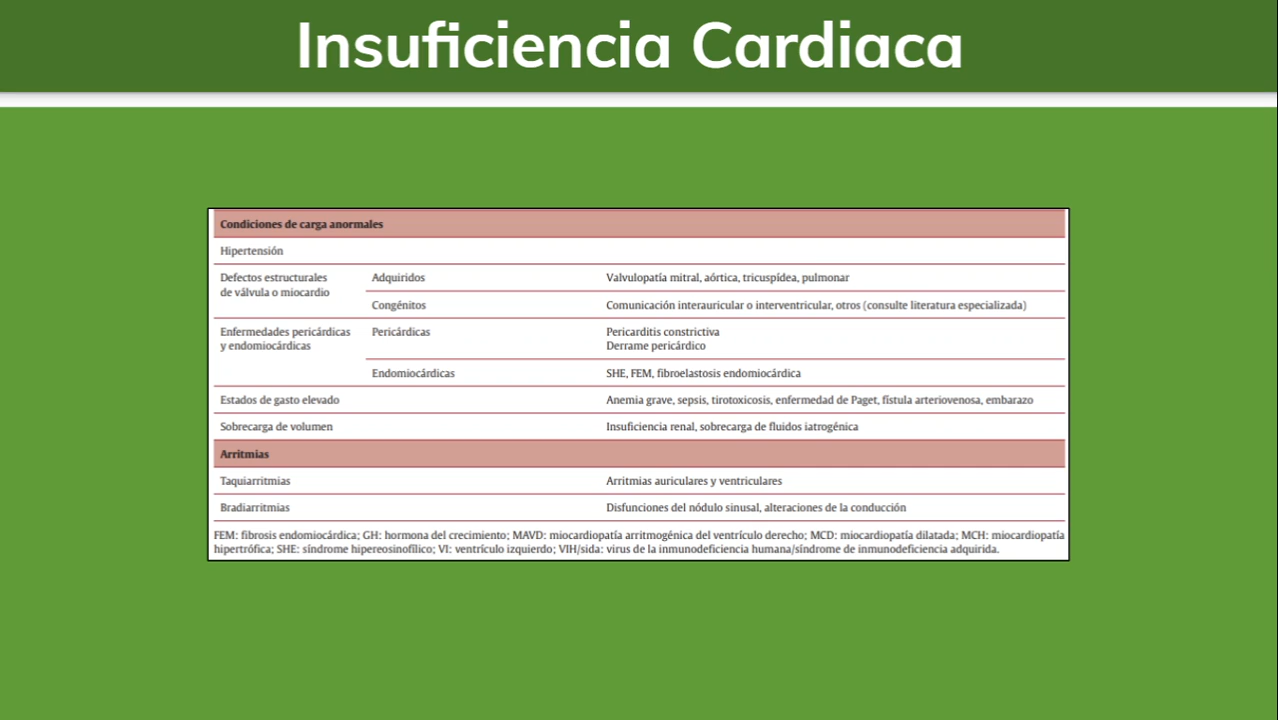 Insuficiencia Cardiaca
Condiciones de carga anormales
Hipertensión
Defectos estructurales
de válvula o miocardio
Adquiridos
Valvulopatía mitral, aórtica, tricuspídea, pulmonar
Congénitos
Comunicación interauricular o interventricular, otros (consulte literatura especializada)
Enfermedades pericárdicas
y endomiocárdicas
Pericárdicas
Pericarditis constrictiva
Derrame pericárdico
Endomiocárdicas
SHE, FEM, fibroelastosis endomiocárdica
Estados de gasto elevado
Anemia grave, sepsis, tirotoxicosis, enfermedad de Paget, fístula arteriovenosa, embarazo
Sobrecarga de volumen
Insuficiencia renal, sobrecarga de fluidos iatrogénica
Arritmias
Taquiarritmias
Arritmias auriculares y ventriculares
Bradiarritmias
Disfunciones del nódulo sinusal, alteraciones de la conducción
FEM: fibrosis endomiocárdica; GH: hormona del crecimiento; MAVD: miocardiopatía arritmogénica del ventrículo derecho; MCD: miocardiopatía dilatada; MCH: miocardiopatía
hipertrófica; SHE: síndrome hipereosinofílico; VI: ventrículo izquierdo; VIH/sida: virus de la inmunodeficiencia humana/síndrome de inmunodeficiencia adquirida.